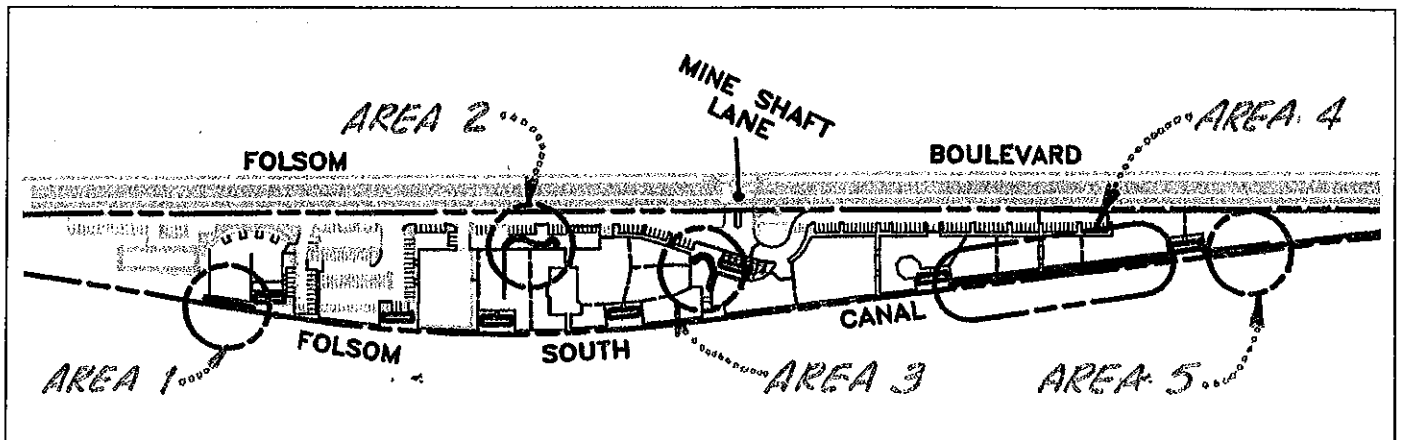 MINE SHAFT
LANE
AREA 2
AREA 4
FOLSOM
BOULEVARD
CANAL
FOLSOM
SOUTH
AREA 1
AREA 3
AREA 5